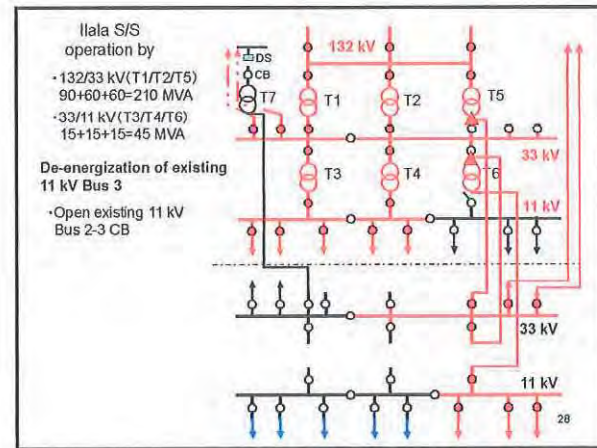 Ilala S/S
operation by
・132/33 kV(T1/T2/T5)
90+60+60=210 MVA
・33/11 kV(T3/T4/T6)
15+15+15=45 MVA
De-energization of existing
11 kV Bus 3
・Open existing 11 kV
Bus 2-3 CB
132 kV
DS
CB
T7
T1
T2
T5
33 kV
T3
T4
T6
11 kV
33 kV
11 kV
28